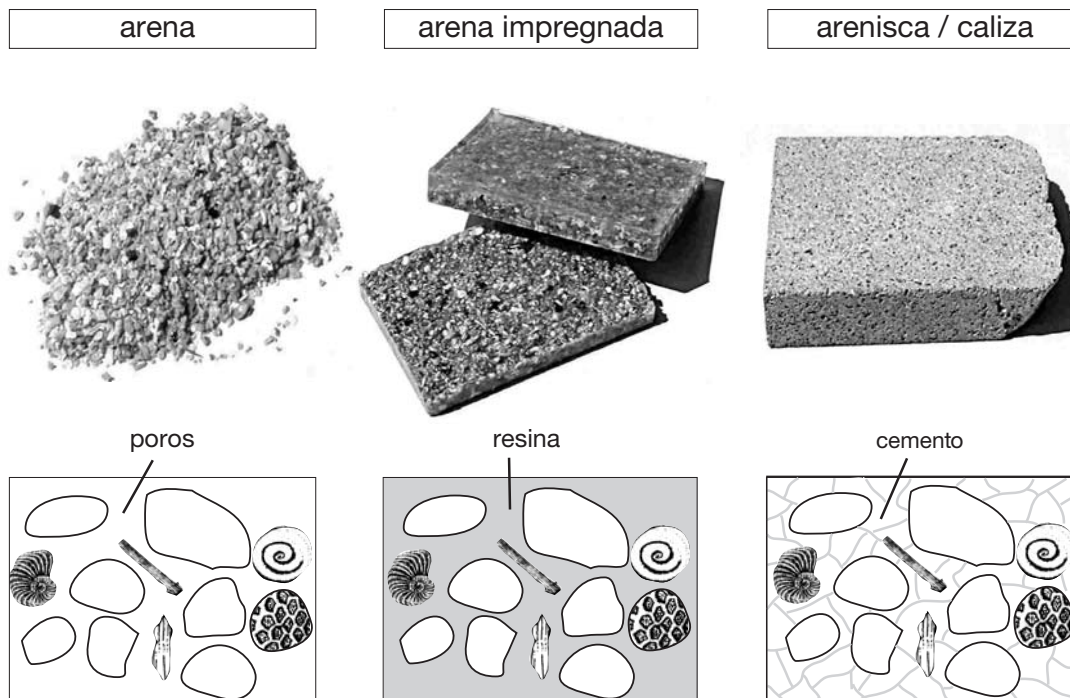 arena
arena impregnada
arenisca / caliza
poros
resina
cemento